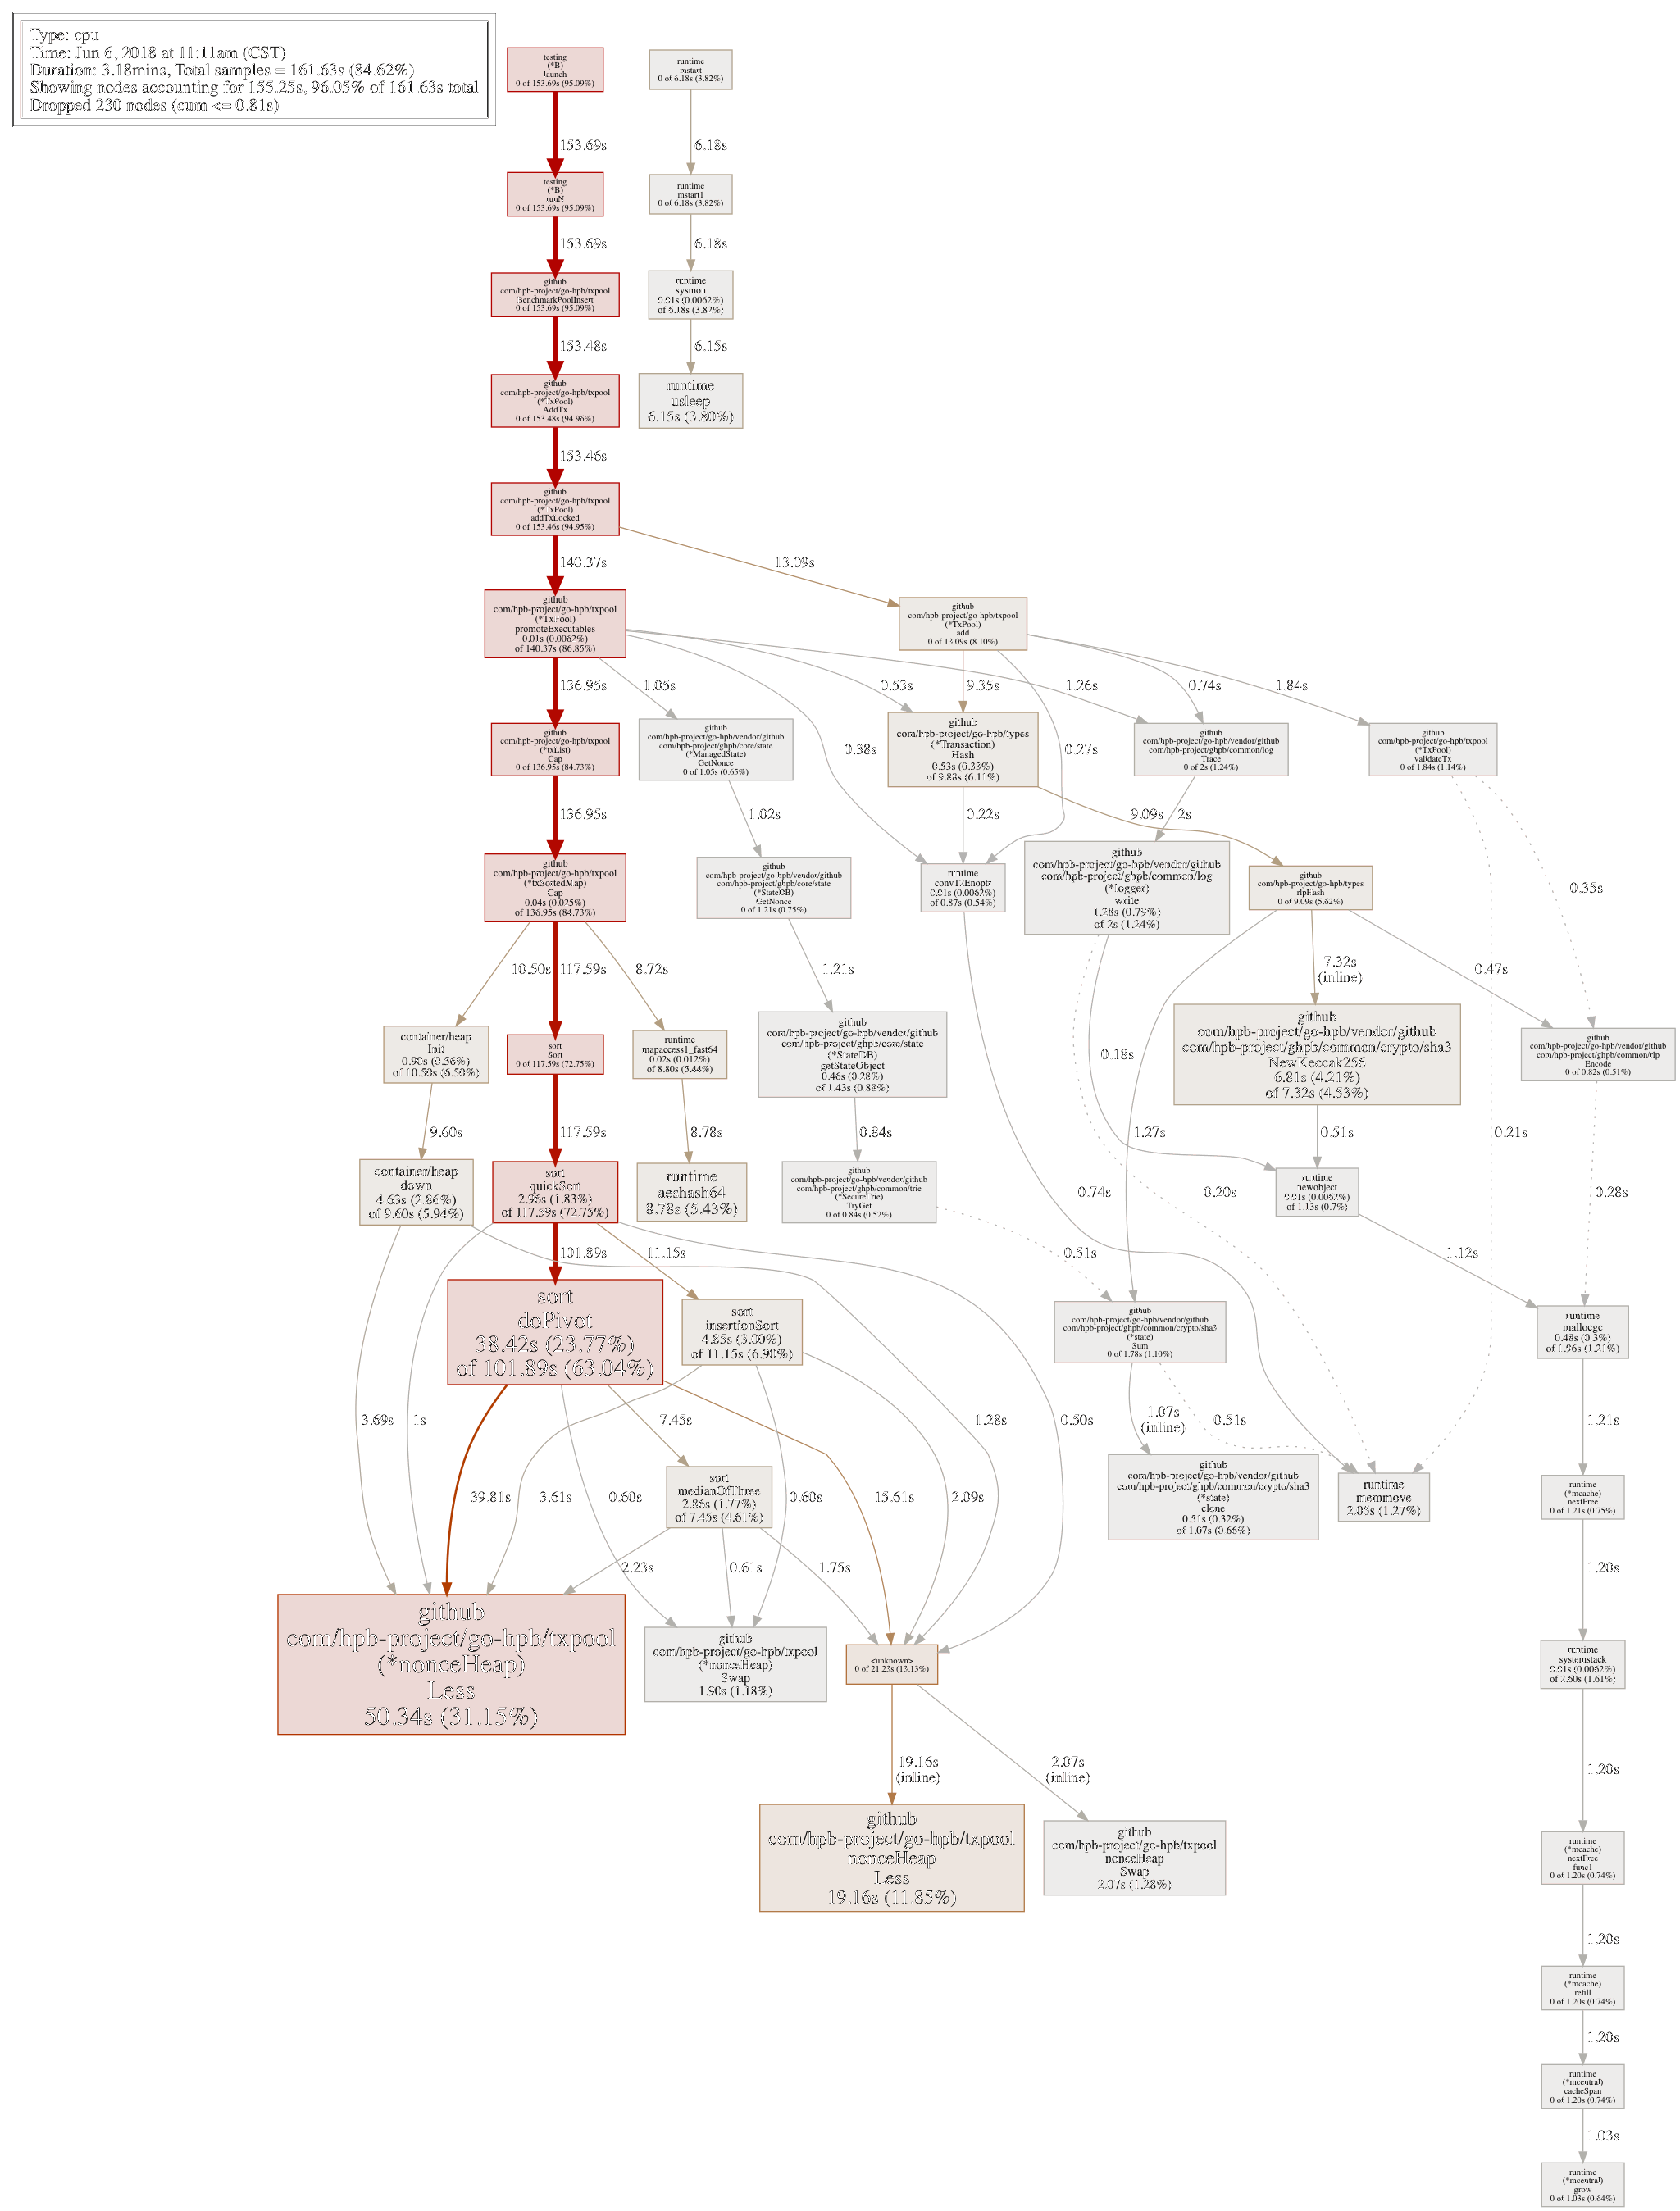 Type: cpu
Time: Jun 6, 2018 at 11:11am (CST)
Duration: 3.18mins, Total samples = 161.63s (84.62%)
Showing nodes accounting for 155.25s, 96.05% of 161.63s total
Dropped 230 nodes (cum <= 0.81s)
testing
(*B)
launch
0 of 153.69s (95.09%)
runtime
mstart
0 of 6.18s (3.82%)
153.69s
6.18s
testing
(*B)
runN
0 of 153.69s (95.09%)
runtime
mstart1
0 of 6.18s (3.82%)
153.69s
6.18s
github
com/hpb-project/go-hpb/txpool
BenchmarkPoolInsert
0 of 153.69s (95.09%)
runtime
sysmon
0.01s (0.0062%)
of 6.18s (3.82%)
153.48s
6.15s
github
com/hpb-project/go-hpb/txpool
(*TxPool)
AddTx
0 of 153.48s (94.96%)
runtime
usleep
6.15s (3.80%)
153.46s
github
com/hpb-project/go-hpb/txpool
(*TxPool)
addTxLocked
0 of 153.46s (94.95%)
140.37s
13.09s
github
com/hpb-project/go-hpb/txpool
(*TxPool)
promoteExecutables
0.01s (0.0062%)
of 140.37s (86.85%)
github
com/hpb-project/go-hpb/txpool
(*TxPool)
add
0 of 13.09s (8.10%)
136.95s
1.05s
0.53s
9.35s
1.26s
0.74s
1.84s
github
com/hpb-project/go-hpb/txpool
(*txList)
Cap
0 of 136.95s (84.73%)
github
com/hpb-project/go-hpb/vendor/github
com/hpb-project/ghpb/core/state
(*ManagedState)
GetNonce
0 of 1.05s (0.65%)
0.38s
github
com/hpb-project/go-hpb/types
(*Transaction)
Hash
0.53s (0.33%)
of 9.88s (6.11%)
0.27s
github
com/hpb-project/go-hpb/vendor/github
com/hpb-project/ghpb/common/log
Trace
0 of 2s (1.24%)
github
com/hpb-project/go-hpb/txpool
(*TxPool)
validateTx
0 of 1.84s (1.14%)
136.95s
1.02s
0.22s
9.09s
2s
github
com/hpb-project/go-hpb/txpool
(*txSortedMap)
Cap
0.04s (0.025%)
of 136.95s (84.73%)
github
com/hpb-project/go-hpb/vendor/github
com/hpb-project/ghpb/core/state
(*StateDB)
GetNonce
0 of 1.21s (0.75%)
runtime
convT2Enoptr
0.01s (0.0062%)
of 0.87s (0.54%)
github
com/hpb-project/go-hpb/vendor/github
com/hpb-project/ghpb/common/log
(*logger)
write
1.28s (0.79%)
of 2s (1.24%)
github
com/hpb-project/go-hpb/types
rlpHash
0 of 9.09s (5.62%)
0.35s
10.50s
117.59s
8.72s
1.21s
7.32s
(inline)
0.47s
container/heap
Init
0.90s (0.56%)
of 10.50s (6.50%)
sort
Sort
0 of 117.59s (72.75%)
runtime
mapaccess1_fast64
0.02s (0.012%)
of 8.80s (5.44%)
github
com/hpb-project/go-hpb/vendor/github
com/hpb-project/ghpb/core/state
(*StateDB)
getStateObject
0.46s (0.28%)
of 1.43s (0.88%)
0.18s
github
com/hpb-project/go-hpb/vendor/github
com/hpb-project/ghpb/common/crypto/sha3
NewKeccak256
6.81s (4.21%)
of 7.32s (4.53%)
github
com/hpb-project/go-hpb/vendor/github
com/hpb-project/ghpb/common/rlp
Encode
0 of 0.82s (0.51%)
9.60s
117.59s
8.78s
0.84s
1.27s
0.51s
0.21s
container/heap
down
4.63s (2.86%)
of 9.60s (5.94%)
sort
quickSort
2.96s (1.83%)
of 117.59s (72.75%)
runtime
aeshash64
8.78s (5.43%)
github
com/hpb-project/go-hpb/vendor/github
com/hpb-project/ghpb/common/trie
(*SecureTrie)
TryGet
0 of 0.84s (0.52%)
0.74s
0.20s
runtime
newobject
0.01s (0.0062%)
of 1.13s (0.7%)
0.28s
101.89s
11.15s
0.51s
1.12s
sort
doPivot
38.42s (23.77%)
of 101.89s (63.04%)
sort
insertionSort
4.85s (3.00%)
of 11.15s (6.90%)
github
com/hpb-project/go-hpb/vendor/github
com/hpb-project/ghpb/common/crypto/sha3
(*state)
Sum
0 of 1.78s (1.10%)
runtime
mallocgc
0.48s (0.3%)
of 1.96s (1.21%)
3.69s
1s
7.45s
1.28s
0.50s
1.07s
(inline)
0.51s
1.21s
39.81s
3.61s
0.60s
sort
medianOfThree
2.86s (1.77%)
of 7.45s (4.61%)
0.60s
15.61s
2.09s
github
com/hpb-project/go-hpb/vendor/github
com/hpb-project/ghpb/common/crypto/sha3
(*state)
clone
0.51s (0.32%)
of 1.07s (0.66%)
runtime
memmove
2.05s (1.27%)
runtime
(*mcache)
nextFree
0 of 1.21s (0.75%)
2.23s
0.61s
1.75s
1.20s
github
com/hpb-project/go-hpb/txpool
(*nonceHeap)
Less
50.34s (31.15%)
github
com/hpb-project/go-hpb/txpool
(*nonceHeap)
Swap
1.90s (1.18%)
<unknown>
0 of 21.23s (13.13%)
runtime
systemstack
0.01s (0.0062%)
of 2.60s (1.61%)
19.16s
(inline)
2.07s
(inline)
1.20s
github
com/hpb-project/go-hpb/txpool
nonceHeap
Less
19.16s (11.85%)
github
com/hpb-project/go-hpb/txpool
nonceHeap
Swap
2.07s (1.28%)
runtime
(*mcache)
nextFree
func1
0 of 1.20s (0.74%)
1.20s
runtime
(*mcache)
refill
0 of 1.20s (0.74%)
1.20s
runtime
(*mcentral)
cacheSpan
0 of 1.20s (0.74%)
1.03s
runtime
(*mcentral)
grow
0 of 1.03s (0.64%)